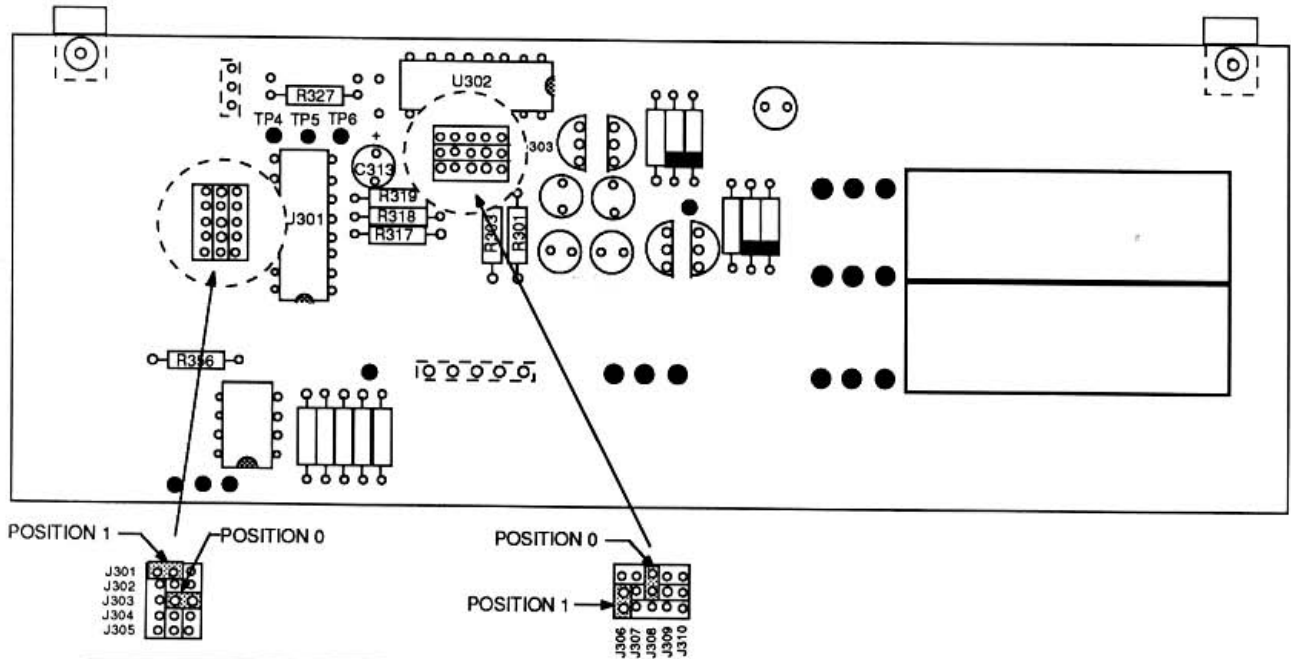 U302
R327
TP4 TP5 TP6
+
303
C313
R319
J301
R318
R317
R303
R301
R356
POSITION 1
POSITION 0
J301
J302
J303
J304
J305
POSITION 0
POSITION 1
J306
J307
J308
J309
J310